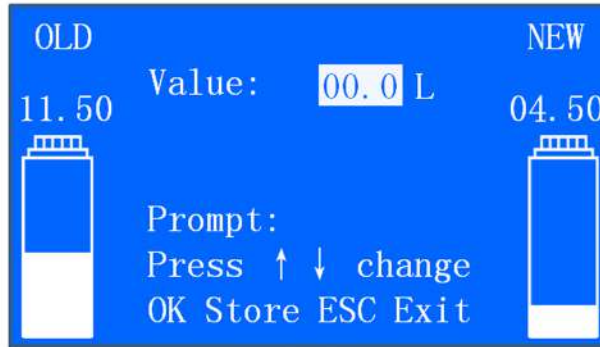 OLD NEW
Value: 00.0 L
11.50 04.50
Prompt:
Press ↑ ↓ change
OK Store ESC Exit